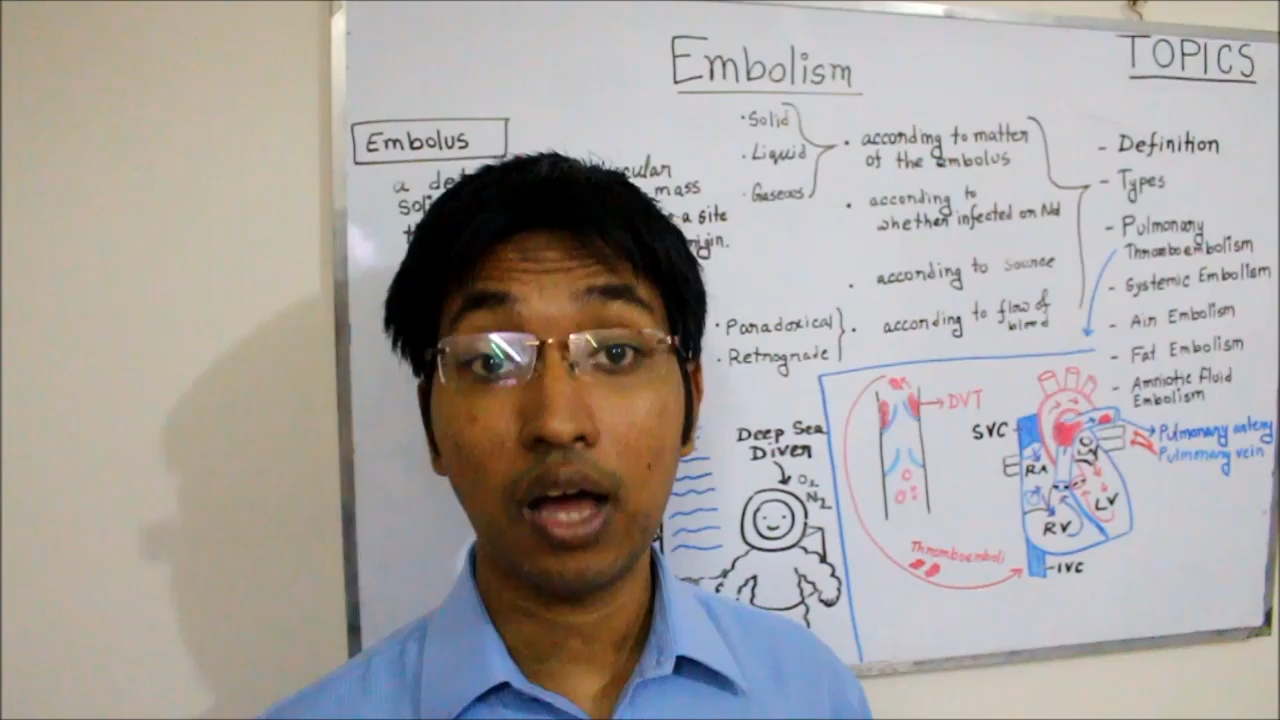 Embolism
TOPICS
Embolus
a
mass
a site
• Solid
• Liquid
• Gaseous
• according to matter
of the embolus
• according to
whether infected or Not
• according to source
• according to flow of
blood
• Paradoxical
• Retrograde
- Definition
- Types
- Pulmonary
Thromboembolism
- Systemic Embolism
- Air Embolism
- Fat Embolism
- Amniotic fluid
Embolism
Deep Sea
Diver
O2
N2
DVT
Thromboemboli
SVC
RA
RV
LV
IVC
Pulmonary artery
Pulmonary vein